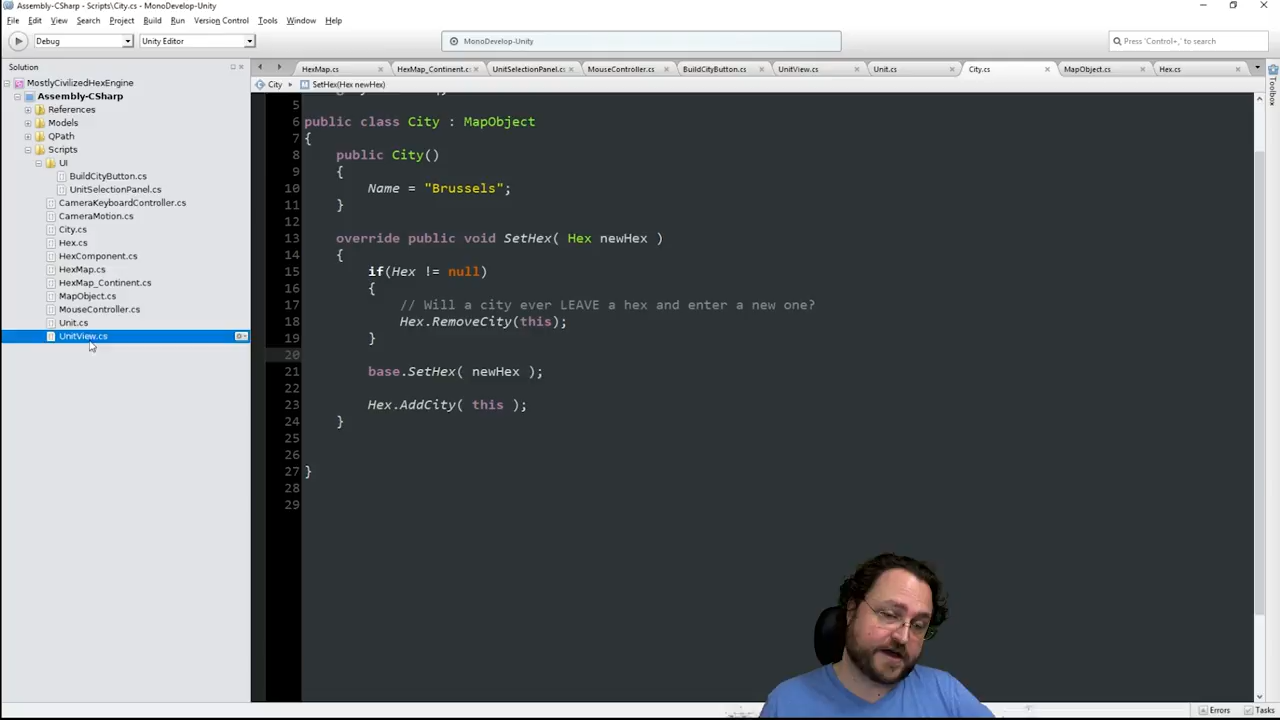 Assembly-CSharp - Scripts\City.cs - MonoDevelop-Unity
File Edit View Search Project Build Run Version Control Tools Window Help
Debug Unity Editor MonoDevelop-Unity Press 'Control+,' to search
Solution
HexMap.cs HexMap_Continent.cs UnitSelectionPanel.cs MouseController.cs BuildCityButton.cs UnitView.cs Unit.cs City.cs MapObject.cs Hex.cs
City SetHex(Hex newHex)
MostlyCivilizedHexEngine
Assembly-CSharp
References
Models
QPath
Scripts
UI
BuildCityButton.cs
UnitSelectionPanel.cs
CameraKeyboardController.cs
CameraMotion.cs
City.cs
Hex.cs
HexComponent.cs
HexMap.cs
HexMap_Continent.cs
MapObject.cs
MouseController.cs
Unit.cs
UnitView.cs
5
6 public class City : MapObject
7 {
8 public City()
9 {
10 Name = "Brussels";
11 }
12
13 override public void SetHex( Hex newHex )
14 {
15 if(Hex != null)
16 {
17 // Will a city ever LEAVE a hex and enter a new one?
18 Hex.RemoveCity(this);
19 }
20
21 base.SetHex( newHex );
22
23 Hex.AddCity( this );
24 }
25
26
27 }
28
29
Toolbox
Errors Tasks